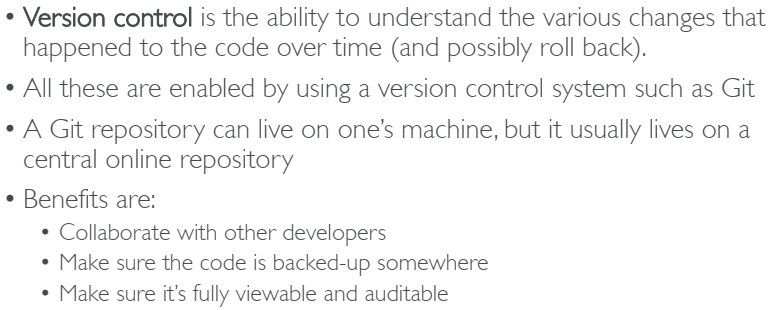 • Version control is the ability to understand the various changes that
happened to the code over time (and possibly roll back).
• All these are enabled by using a version control system such as Git
• A Git repository can live on one's machine, but it usually lives on a
central online repository
• Benefits are:
• Collaborate with other developers
• Make sure the code is backed-up somewhere
• Make sure it's fully viewable and auditable